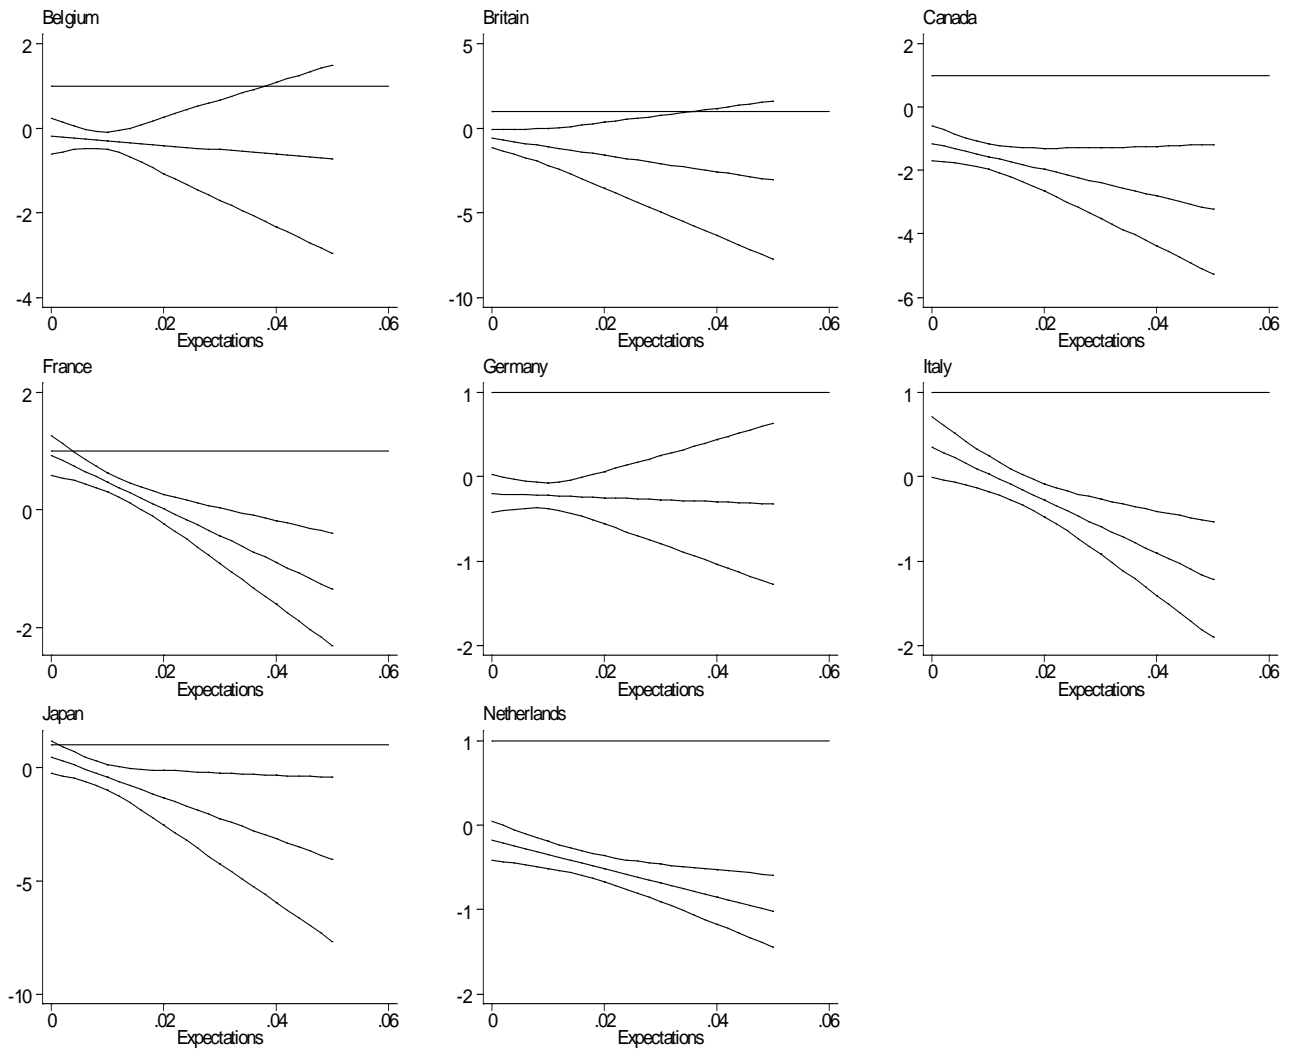 Belgium
2
0
-2
-4
0 .02 .04 .06
Expectations
Britain
5
0
-5
-10
0 .02 .04 .06
Expectations
Canada
2
0
-2
-4
-6
0 .02 .04 .06
Expectations
France
2
0
-2
0 .02 .04 .06
Expectations
Germany
1
0
-1
-2
0 .02 .04 .06
Expectations
Italy
1
0
-1
-2
0 .02 .04 .06
Expectations
Japan
0
-5
-10
0 .02 .04 .06
Expectations
Netherlands
1
0
-1
-2
0 .02 .04 .06
Expectations